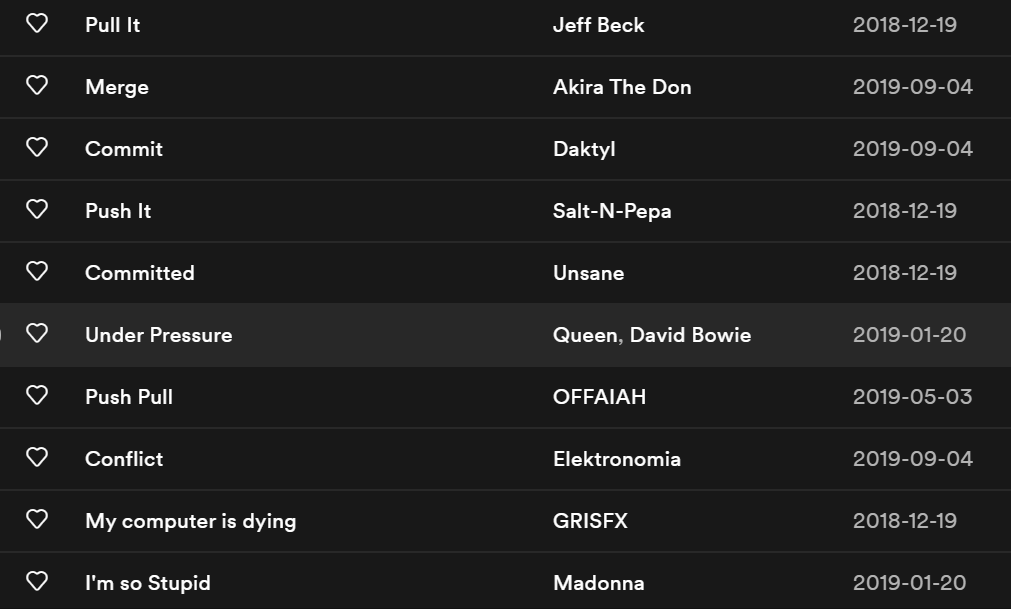 Pull It Jeff Beck 2018-12-19
Merge Akira The Don 2019-09-04
Commit Daktyl 2019-09-04
Push It Salt-N-Pepa 2018-12-19
Committed Unsane 2018-12-19
Under Pressure Queen, David Bowie 2019-01-20
Push Pull OFFAIAH 2019-05-03
Conflict Elektronomia 2019-09-04
My computer is dying GRISFX 2018-12-19
I'm so Stupid Madonna 2019-01-20